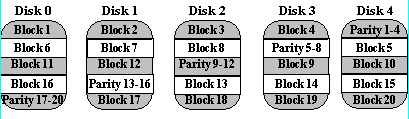 Disk 0 Disk 1 Disk 2 Disk 3 Disk 4
Block 1 Block 2 Block 3 Block 4 Parity 1-4
Block 6 Block 7 Block 8 Parity 5-8 Block 5
Block 11 Block 12 Parity 9-12 Block 9 Block 10
Block 16 Parity 13-16 Block 13 Block 14 Block 15
Parity 17-20 Block 17 Block 18 Block 19 Block 20